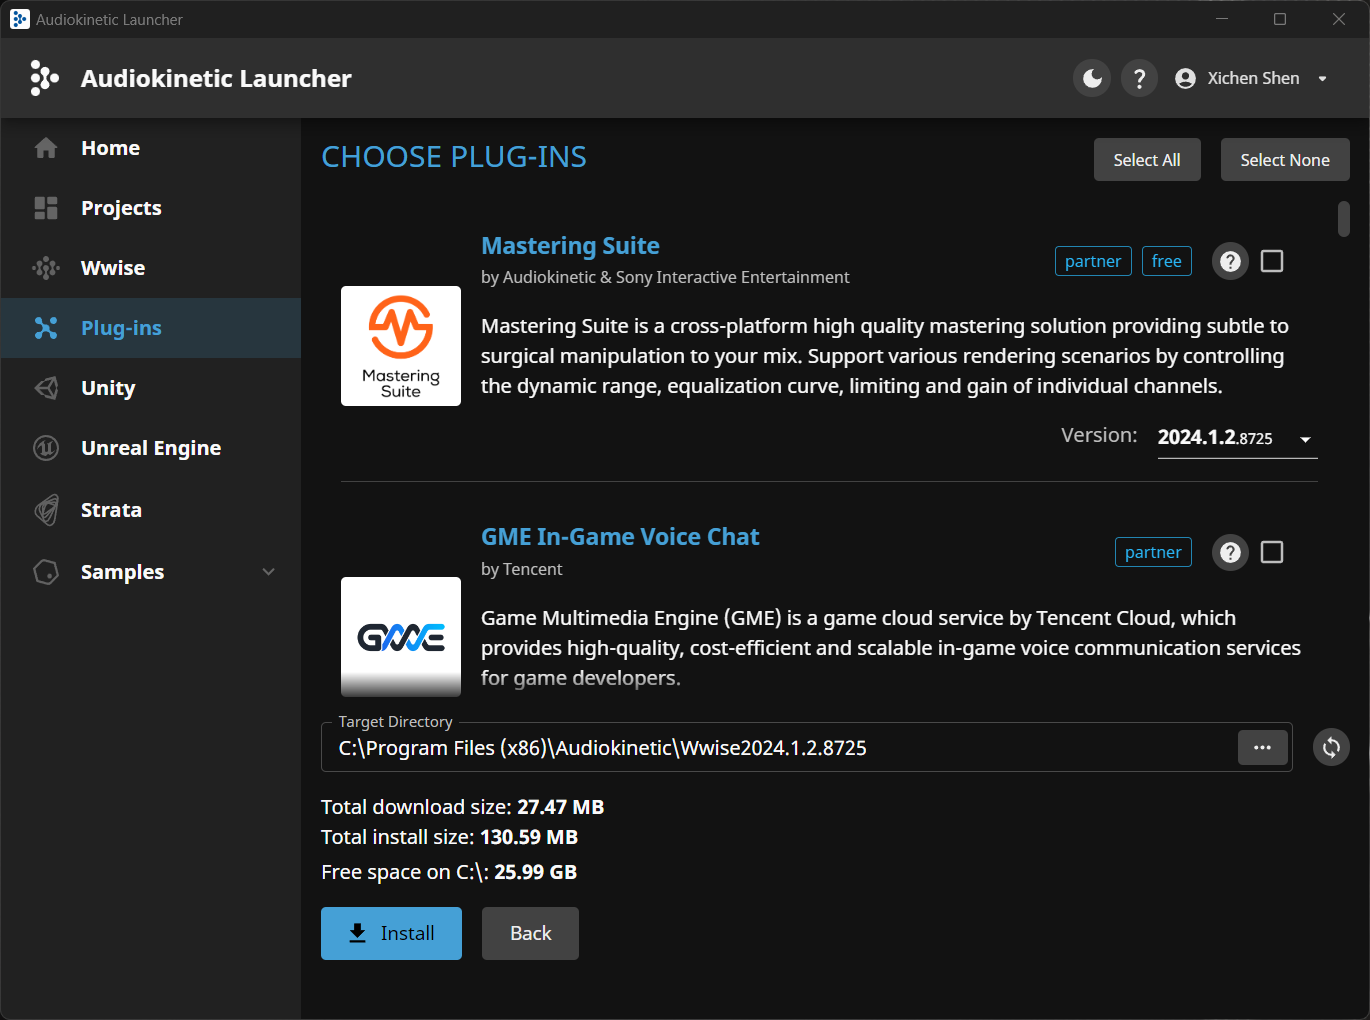 Audiokinetic Launcher
Audiokinetic Launcher
?
Xichen Shen
Home
Projects
Wwise
Plug-ins
Unity
Unreal Engine
Strata
Samples
CHOOSE PLUG-INS
Select All
Select None
Mastering Suite
by Audiokinetic & Sony Interactive Entertainment
partner
free
?
Mastering
Suite
Mastering Suite is a cross-platform high quality mastering solution providing subtle to
surgical manipulation to your mix. Support various rendering scenarios by controlling
the dynamic range, equalization curve, limiting and gain of individual channels.
Version:
2024.1.2.8725
GME In-Game Voice Chat
by Tencent
partner
?
GME
Game Multimedia Engine (GME) is a game cloud service by Tencent Cloud, which
provides high-quality, cost-efficient and scalable in-game voice communication services
for game developers.
Target Directory
C:\Program Files (x86)\Audiokinetic\Wwise2024.1.2.8725
...
Total download size: 27.47 MB
Total install size: 130.59 MB
Free space on C:\: 25.99 GB
Install
Back